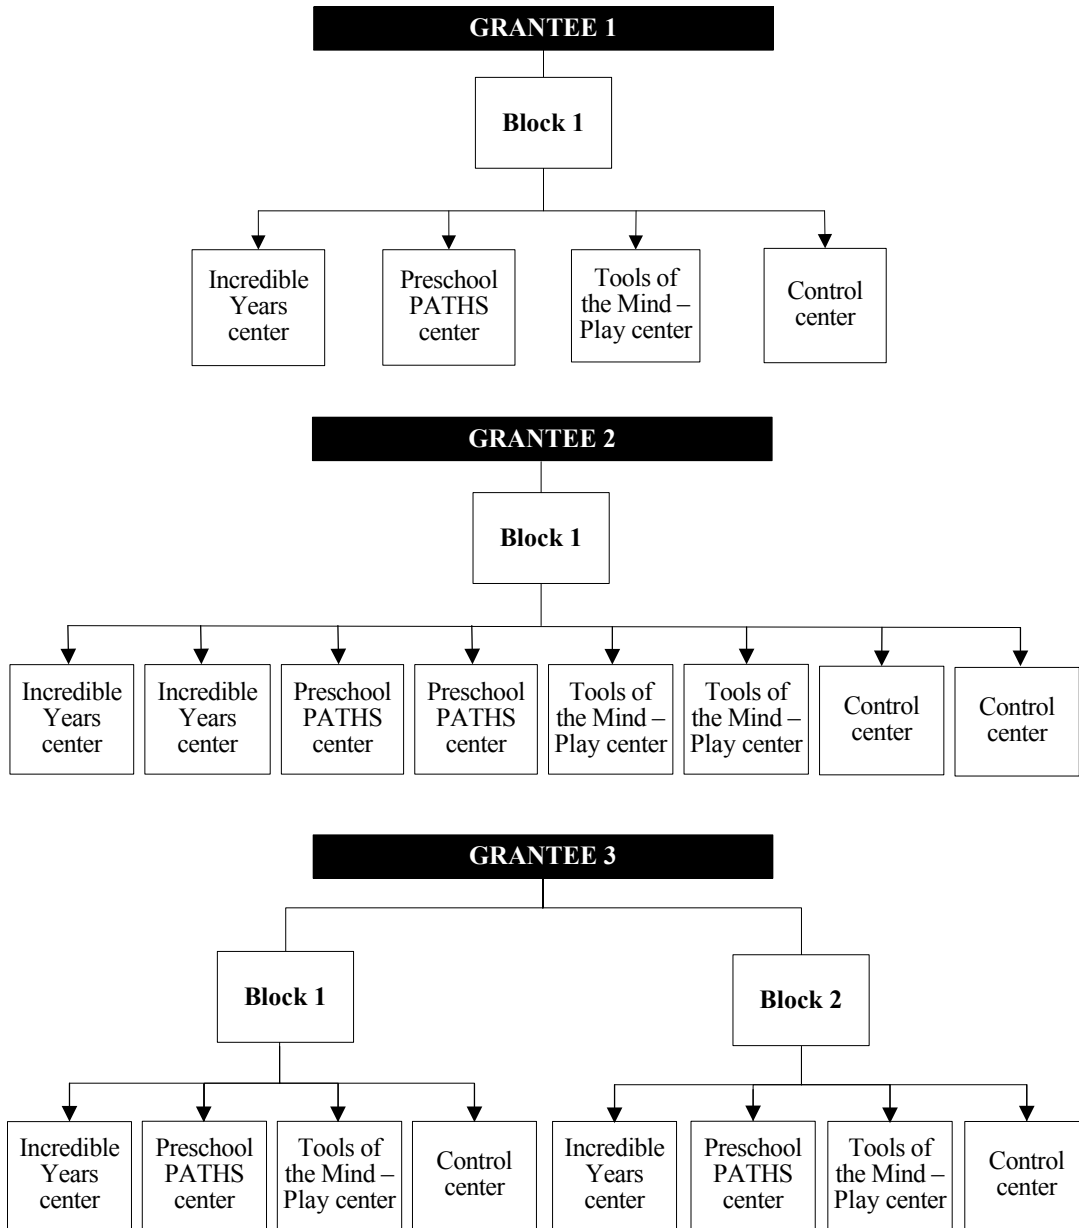 GRANTEE 1
Block 1
Incredible
Years
center
Preschool
PATHS
center
Tools of
the Mind –
Play center
Control
center
GRANTEE 2
Block 1
Incredible
Years
center
Incredible
Years
center
Preschool
PATHS
center
Preschool
PATHS
center
Tools of
the Mind –
Play center
Tools of
the Mind –
Play center
Control
center
Control
center
GRANTEE 3
Block 1
Block 2
Incredible
Years
center
Preschool
PATHS
center
Tools of
the Mind –
Play center
Control
center
Incredible
Years
center
Preschool
PATHS
center
Tools of
the Mind –
Play center
Control
center